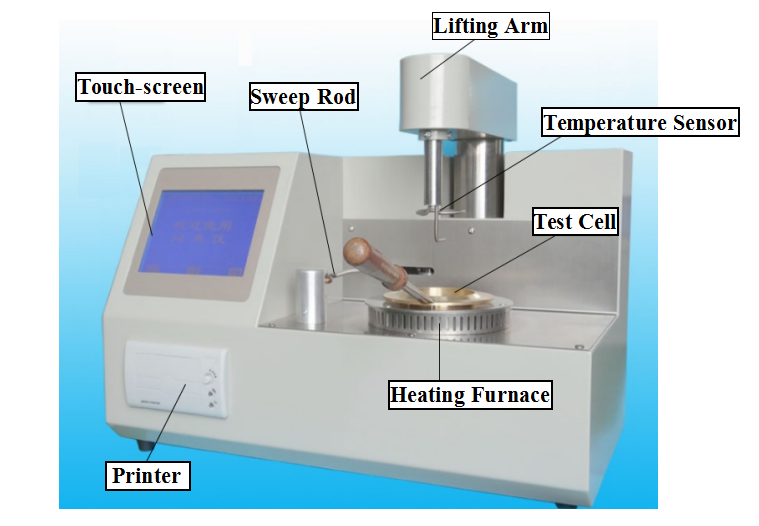 Lifting Arm
Touch-screen
Sweep Rod
Temperature Sensor
Test Cell
Heating Furnace
Printer